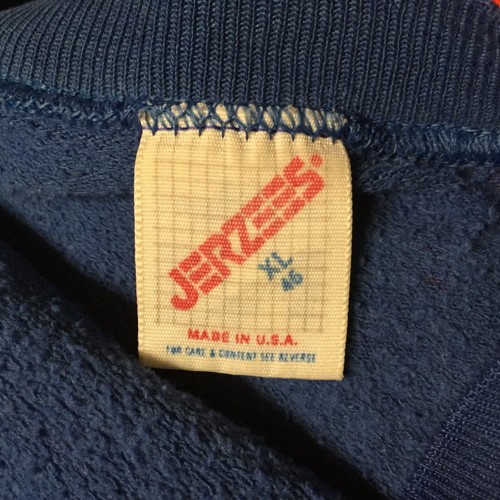 JERZEES®
XL
46
MADE IN U.S.A.
FOR CARE & CONTENT SEE REVERSE